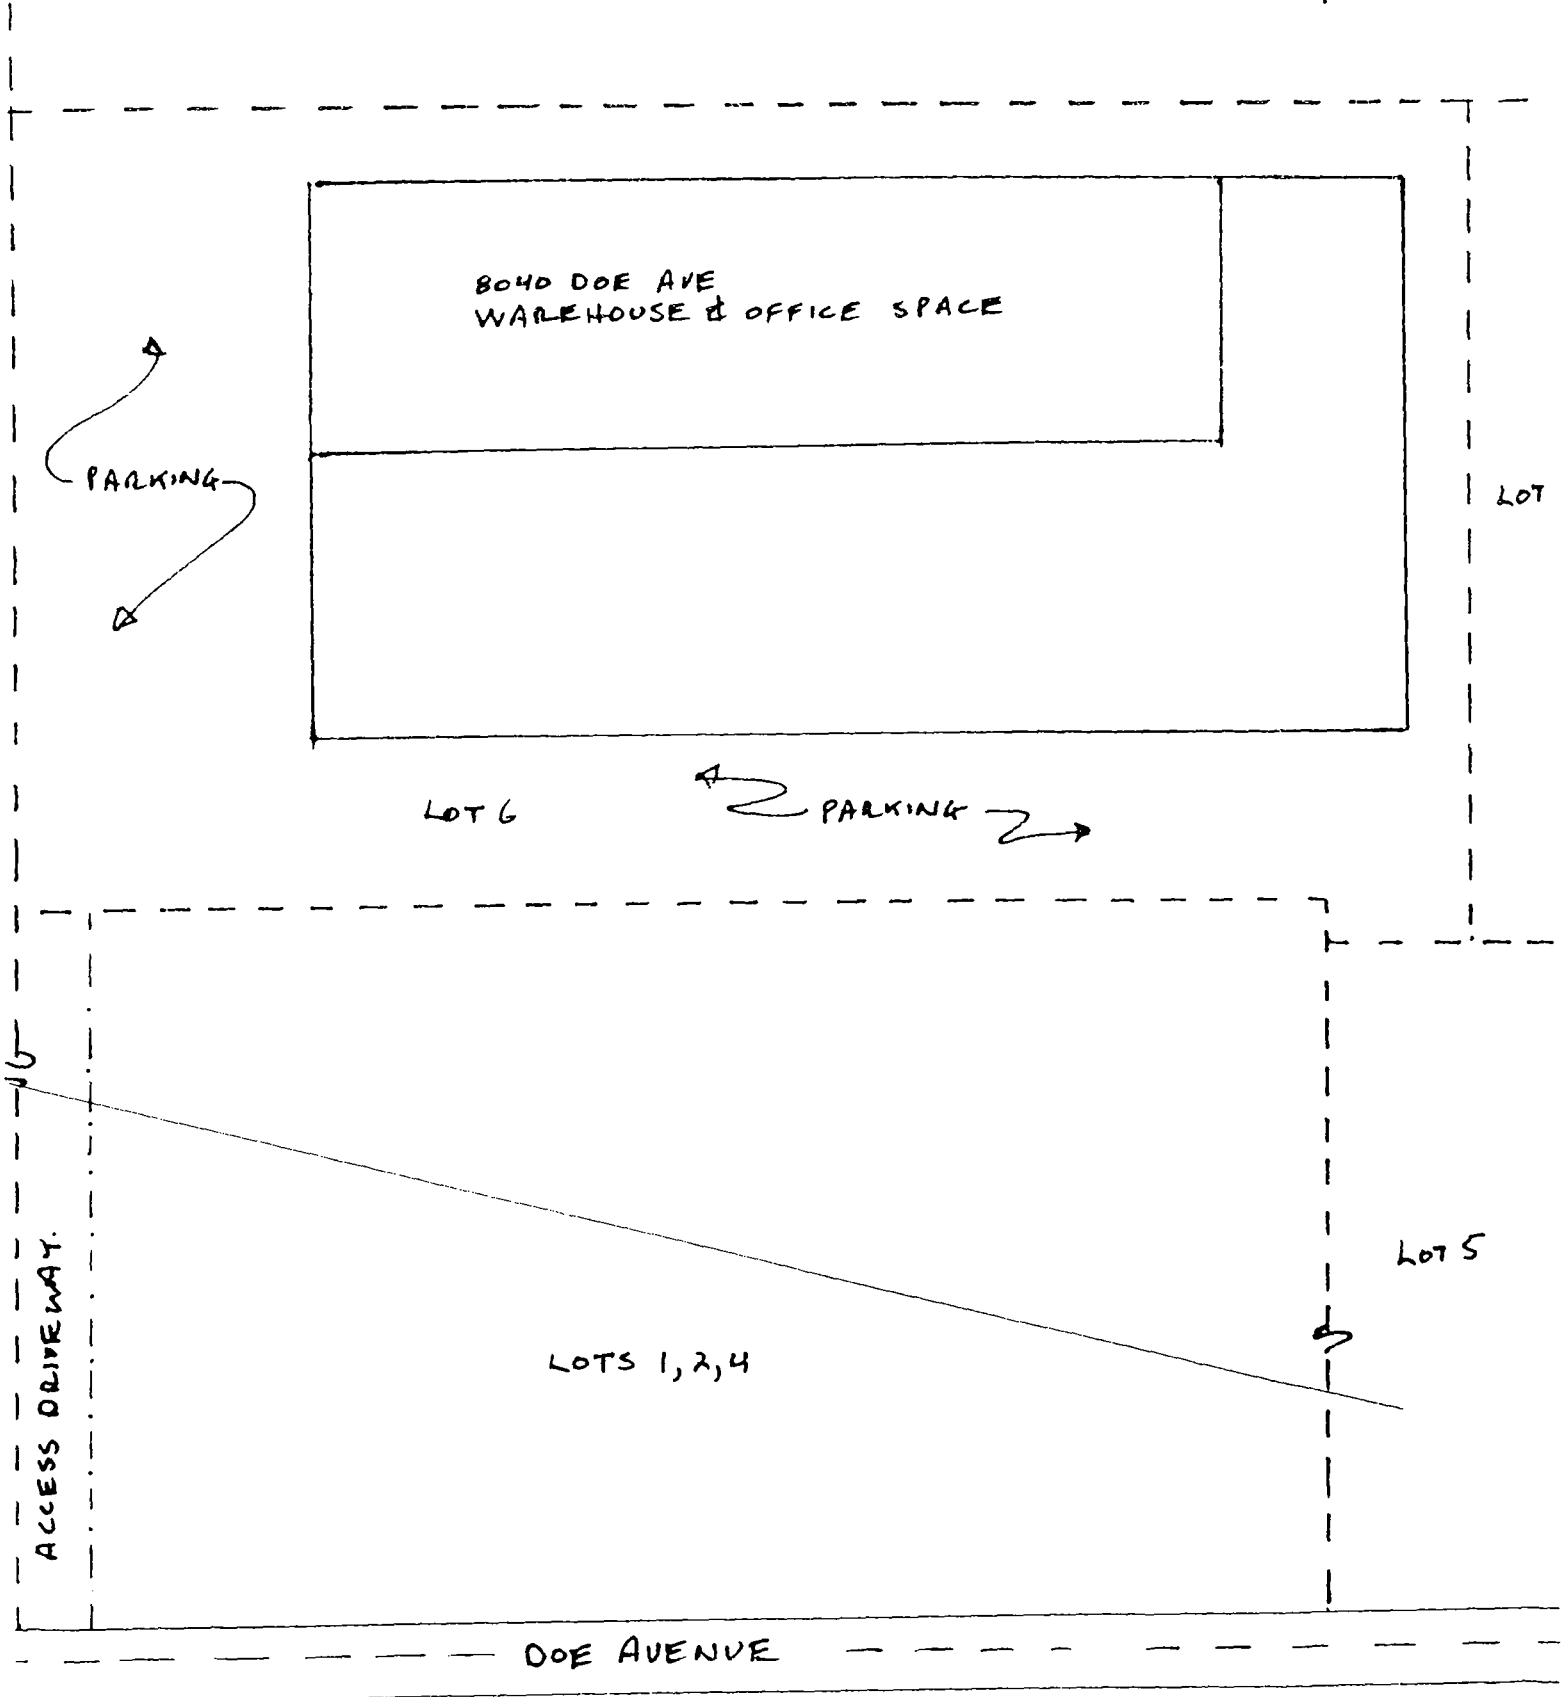 8040 DOE AVE
WAREHOUSE & OFFICE SPACE
PARKING
LOT
LOT 6
PARKING
LOT 5
ACCESS DRIVEWAY.
LOTS 1, 2, 4
DOE AVENUE